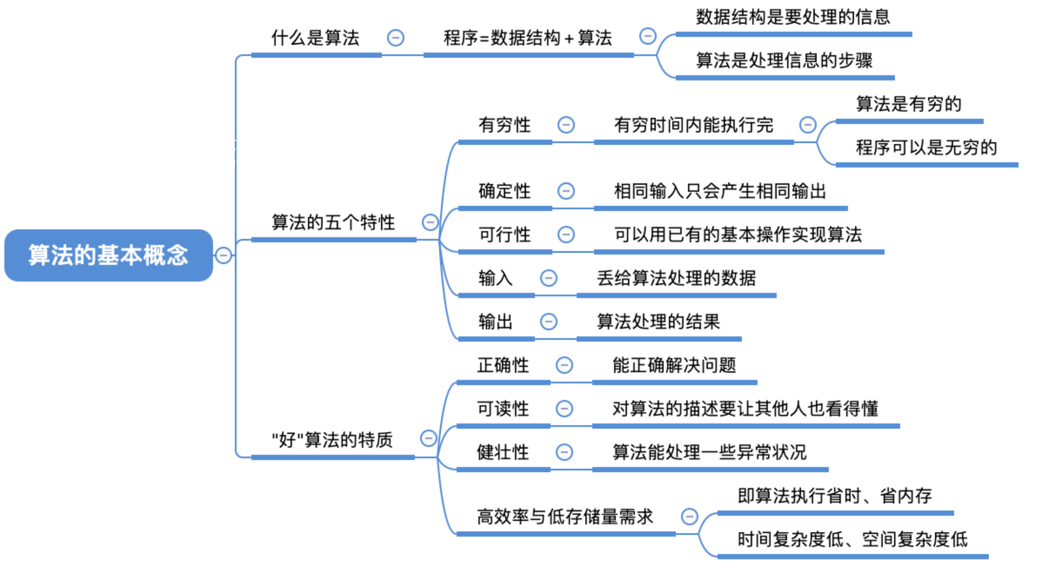 算法的基本概念
什么是算法
程序=数据结构+算法
数据结构是要处理的信息
算法是处理信息的步骤
算法的五个特性
有穷性
有穷时间内能执行完
算法是有穷的
程序可以是无穷的
确定性
相同输入只会产生相同输出
可行性
可以用已有的基本操作实现算法
输入
丢给算法处理的数据
输出
算法处理的结果
"好"算法的特质
正确性
能正确解决问题
可读性
对算法的描述要让其他人也看得懂
健壮性
算法能处理一些异常状况
高效率与低存储量需求
即算法执行省时、省内存
时间复杂度低、空间复杂度低